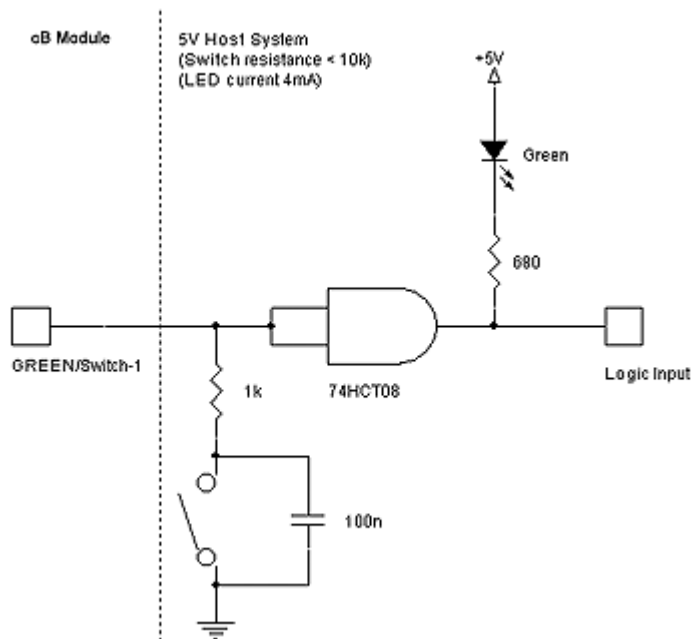 cB Module
5V Host System
(Switch resistance < 10k)
(LED current 4mA)
+5V
Green
680
GREEN/Switch-1
1k
74HCT08
Logic Input
100n